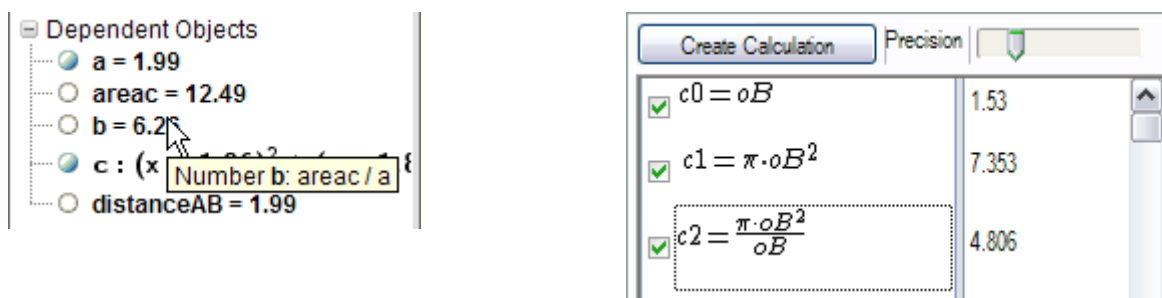 Dependent Objects
a = 1.99
areac = 12.49
b = 6.2
c : (x
Number b: areac / a
distanceAB = 1.99
Create Calculation Precision
c0 = oB 1.53
c1 = π·oB² 7.353
c2 = π·oB²/oB 4.806